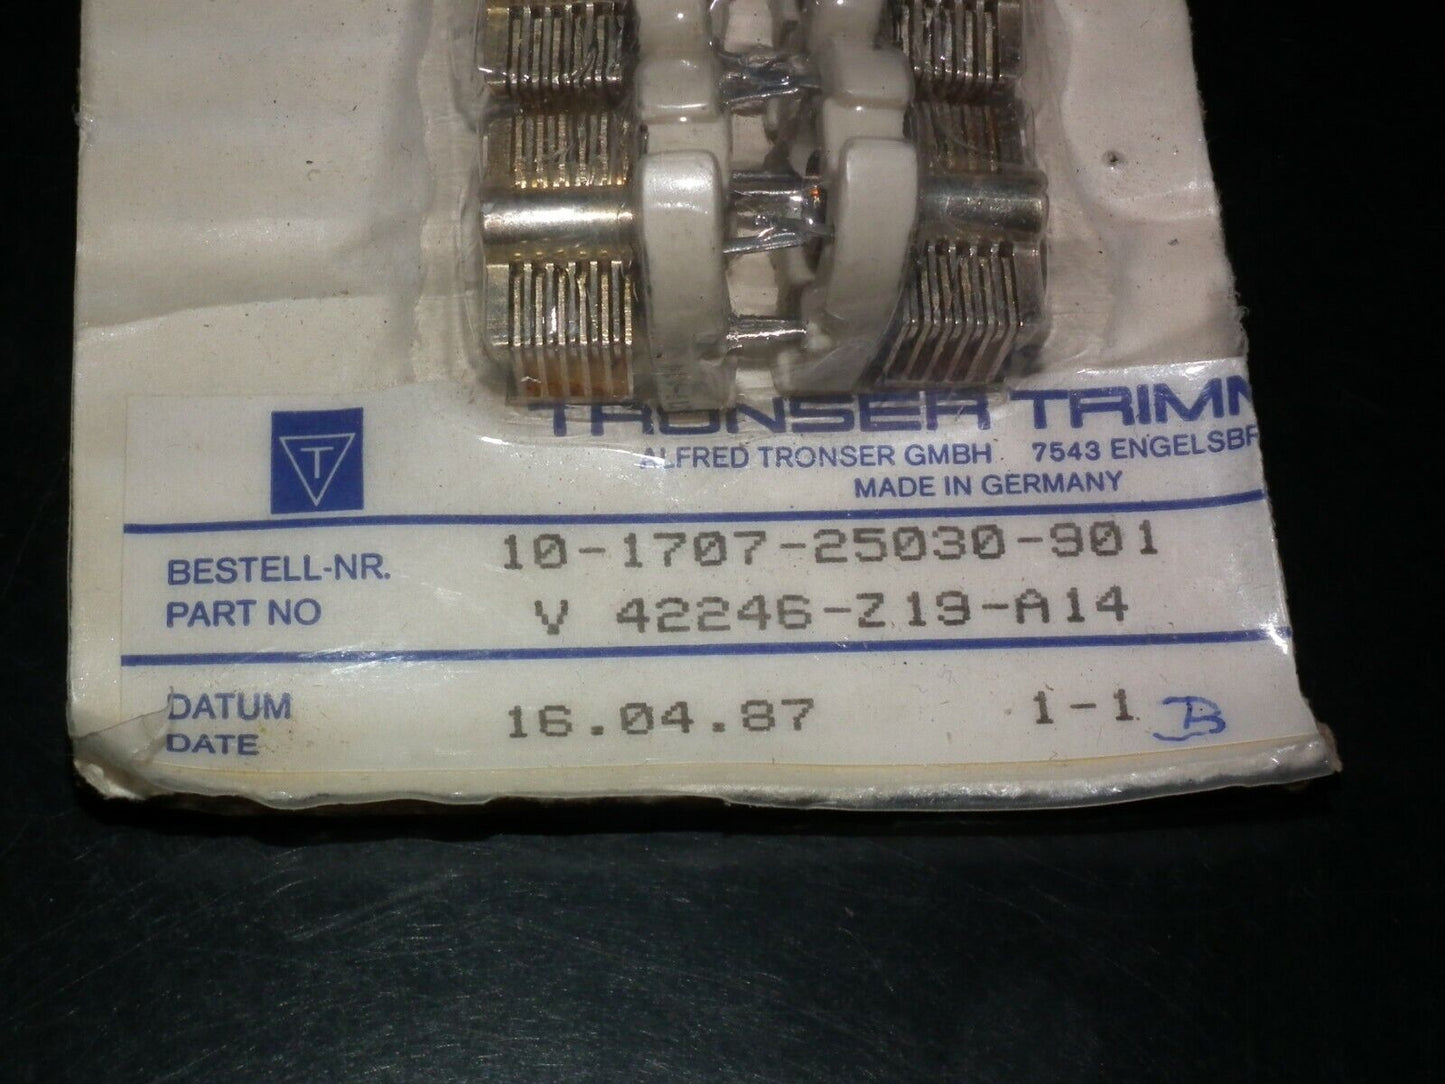 T
TRONSER TRIMM
ALFRED TRONSER GMBH 7543 ENGELSBR
MADE IN GERMANY
BESTELL-NR. 10-1707-25030-901
PART NO V 42246-Z19-A14
DATUM
DATE 16.04.87 1-1 B